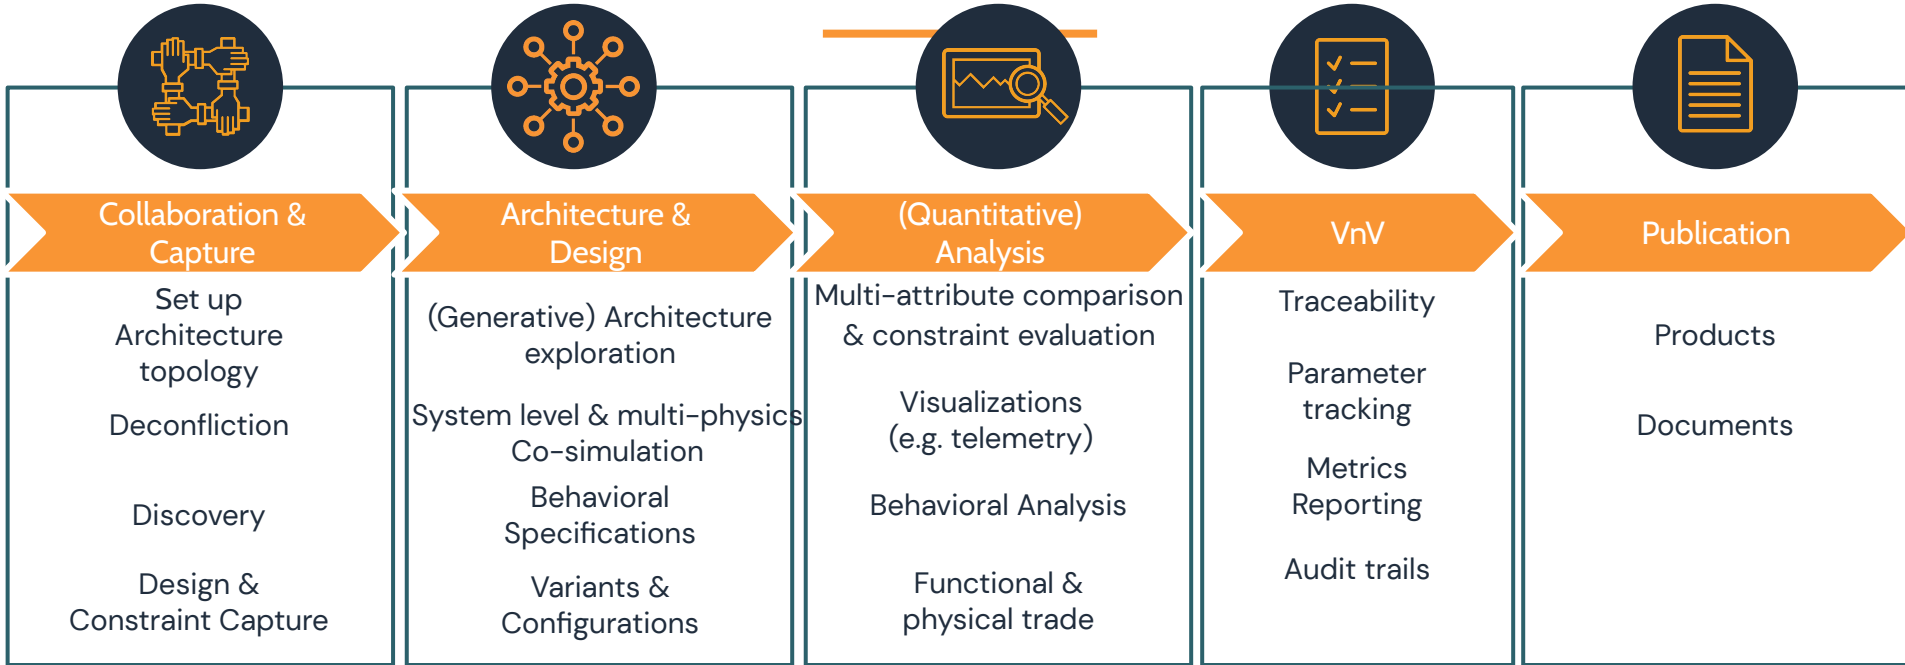 Collaboration &
Capture
Set up
Architecture
topology
Deconfliction
Discovery
Design &
Constraint Capture
Architecture &
Design
(Generative) Architecture
exploration
System level & multi-physics
Co-simulation
Behavioral
Specifications
Variants &
Configurations
(Quantitative)
Analysis
Multi-attribute comparison
& constraint evaluation
Visualizations
(e.g. telemetry)
Behavioral Analysis
Functional &
physical trade
VnV
Traceability
Parameter
tracking
Metrics
Reporting
Audit trails
Publication
Products
Documents